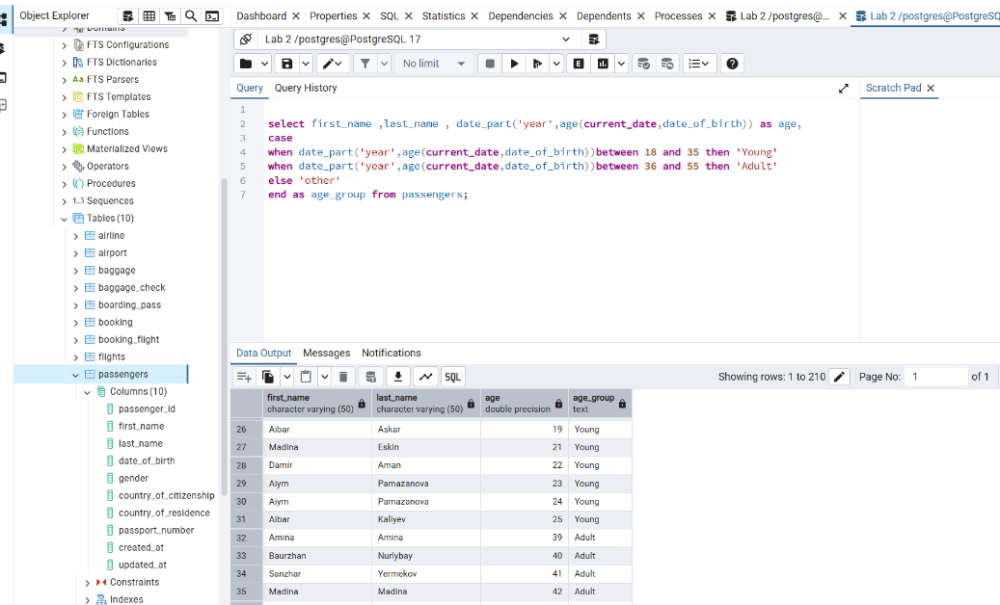 Object Explorer
Dashboard
Properties
SQL
Statistics
Dependencies
Dependents
Processes
Lab 2 /postgres@...
Lab 2 /postgres@PostgreSQ
Domains
FTS Configurations
FTS Dictionaries
Aa FTS Parsers
FTS Templates
Foreign Tables
Functions
Materialized Views
Operators
Procedures
1..3 Sequences
Tables (10)
airline
airport
baggage
baggage_check
boarding_pass
booking
booking_flight
flights
passengers
Columns (10)
passenger_id
first_name
last_name
date_of_birth
gender
country_of_citizenship
country_of_residence
passport_number
created_at
updated_at
Constraints
Indexes
Lab 2 /postgres@PostgreSQL 17
No limit
E
Query
Query History
Scratch Pad
1
2 select first_name ,last_name , date_part('year',age(current_date,date_of_birth)) as age,
3 case
4 when date_part('year',age(current_date,date_of_birth))between 18 and 35 then 'Young'
5 when date_part('year',age(current_date,date_of_birth))between 36 and 55 then 'Adult'
6 else 'other'
7 end as age_group from passengers;
Data Output
Messages
Notifications
SQL
Showing rows: 1 to 210
Page No: 1 of 1
first_name last_name age age_group
character varying (50) character varying (50) double precision text
26 Aibar Askar 19 Young
27 Madina Eskin 21 Young
28 Damir Aman 22 Young
29 Aiym Pamazanova 23 Young
30 Aiym Pamazanova 24 Young
31 Aibar Kaliyev 25 Young
32 Amina Amina 39 Adult
33 Baurzhan Nurlybay 40 Adult
34 Sanzhar Yermekov 41 Adult
35 Madina Madina 42 Adult